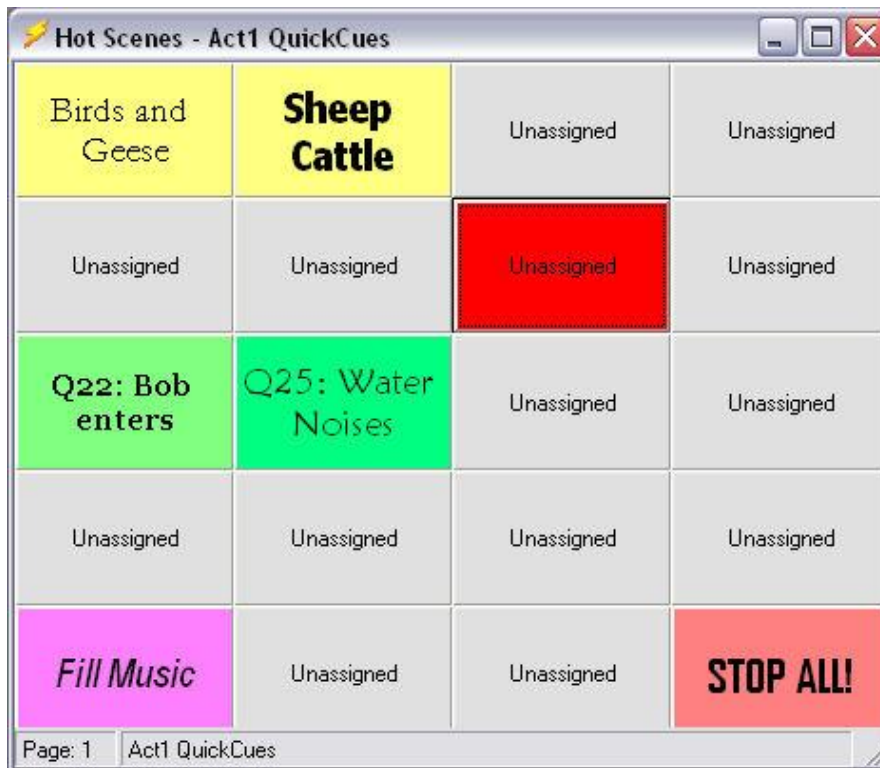 Hot Scenes - Act1 QuickCues
Birds and
Geese
Sheep
Cattle
Unassigned
Unassigned
Unassigned
Unassigned
Unassigned
Unassigned
Q22: Bob
enters
Q25: Water
Noises
Unassigned
Unassigned
Unassigned
Unassigned
Unassigned
Unassigned
Fill Music
Unassigned
Unassigned
STOP ALL!
Page: 1
Act1 QuickCues